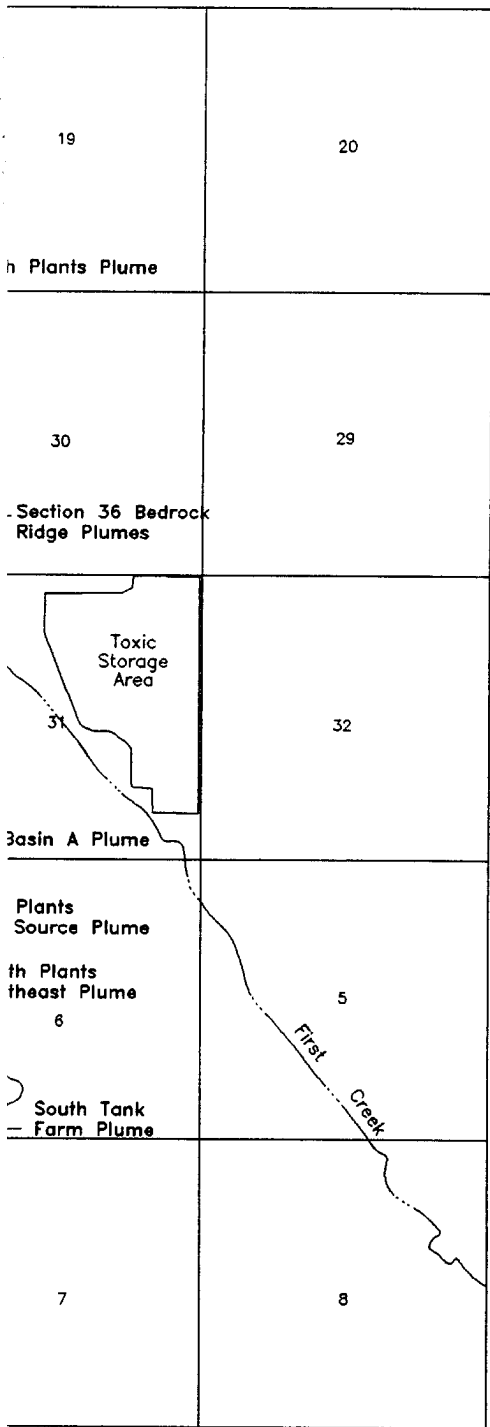 19
20
h Plants Plume
30
29
Section 36 Bedrock
Ridge Plumes
Toxic
Storage
Area
31
32
Basin A Plume
Plants
Source Plume
th Plants
theast Plume
6
5
First Creek
South Tank
Farm Plume
7
8